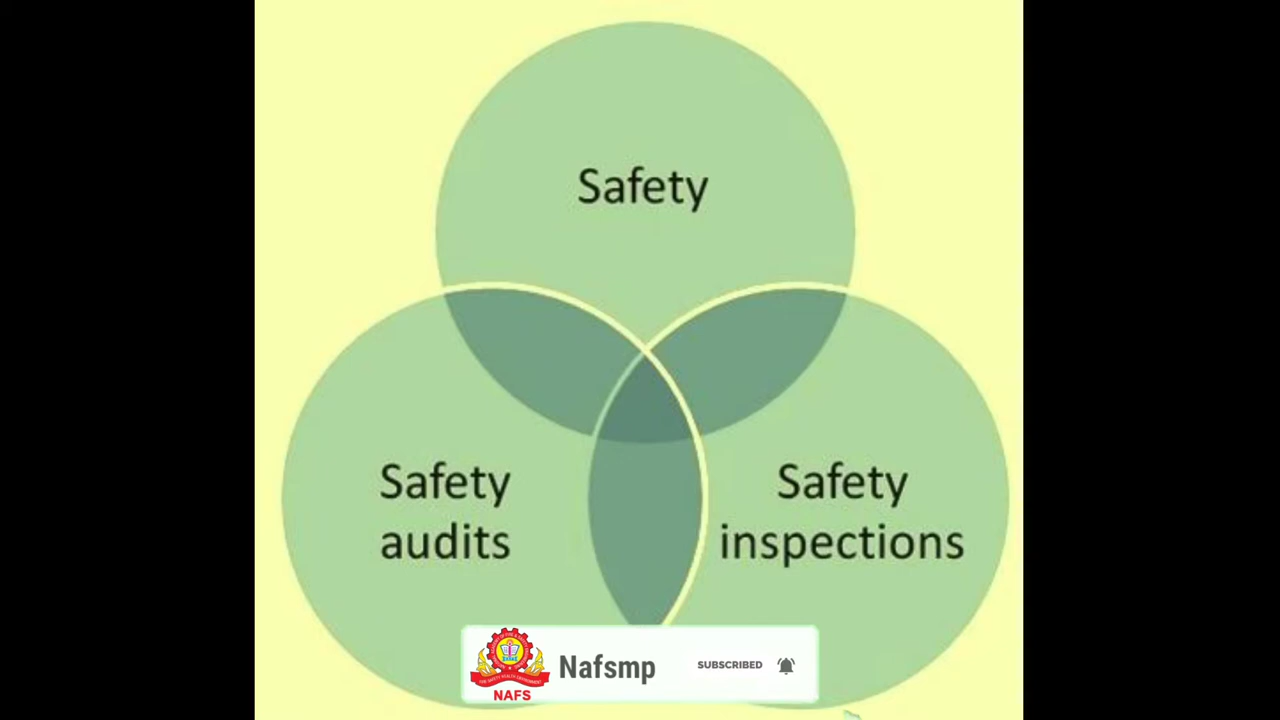 Safety
Safety
audits
Safety
inspections
Nafsmp
SUBSCRIBED
NAFS